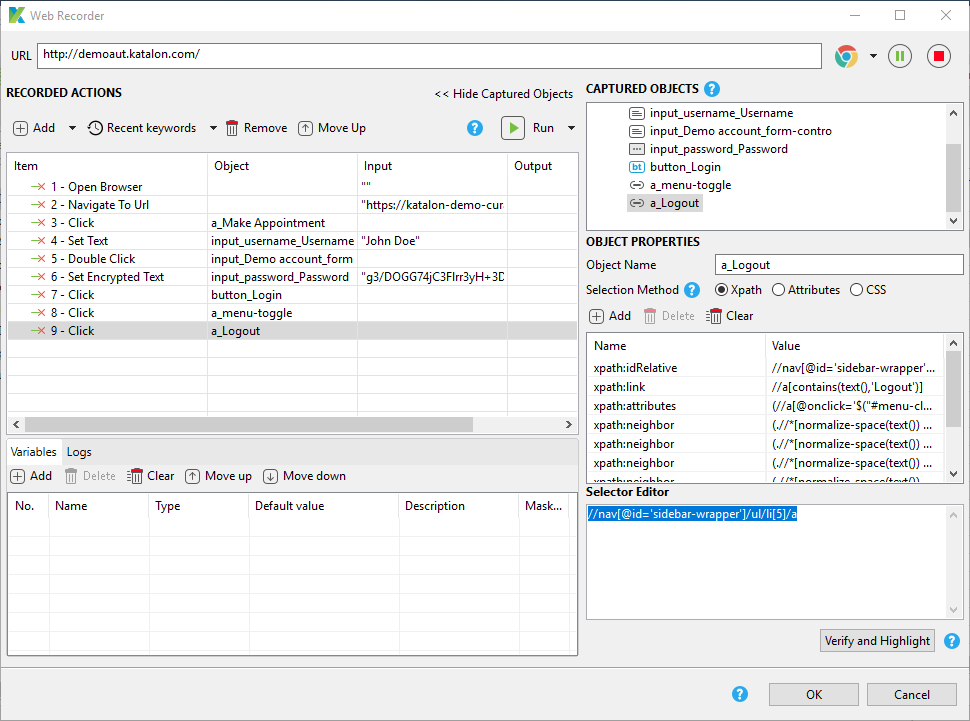 Web Recorder
URL http://demoaut.katalon.com/
RECORDED ACTIONS
<< Hide Captured Objects
Add Recent keywords Remove Move Up Run
Item Object Input Output
1 - Open Browser ""
2 - Navigate To Url "https://katalon-demo-cur
3 - Click a_Make Appointment
4 - Set Text input_username_Username "John Doe"
5 - Double Click input_Demo account_form
6 - Set Encrypted Text input_password_Password "g3/DOGG74jC3FIrr3yH+3D
7 - Click button_Login
8 - Click a_menu-toggle
9 - Click a_Logout
Variables Logs
Add Delete Clear Move up Move down
No. Name Type Default value Description Mask...
CAPTURED OBJECTS
input_username_Username
input_Demo account_form-contro
input_password_Password
bt button_Login
a_menu-toggle
a_Logout
OBJECT PROPERTIES
Object Name a_Logout
Selection Method Xpath Attributes CSS
Add Delete Clear
Name Value
xpath:idRelative //nav[@id='sidebar-wrapper'...
xpath:link //a[contains(text(),'Logout')]
xpath:attributes (//a[@onclick='$("#menu-cl...
xpath:neighbor (.//*[normalize-space(text()) ...
xpath:neighbor (.//*[normalize-space(text()) ...
xpath:neighbor (.//*[normalize-space(text()) ...
xpath:neighbor (.//*[normalize-space(text()) ...
Selector Editor
//nav[@id='sidebar-wrapper']/ul/li[5]/a
Verify and Highlight
OK Cancel